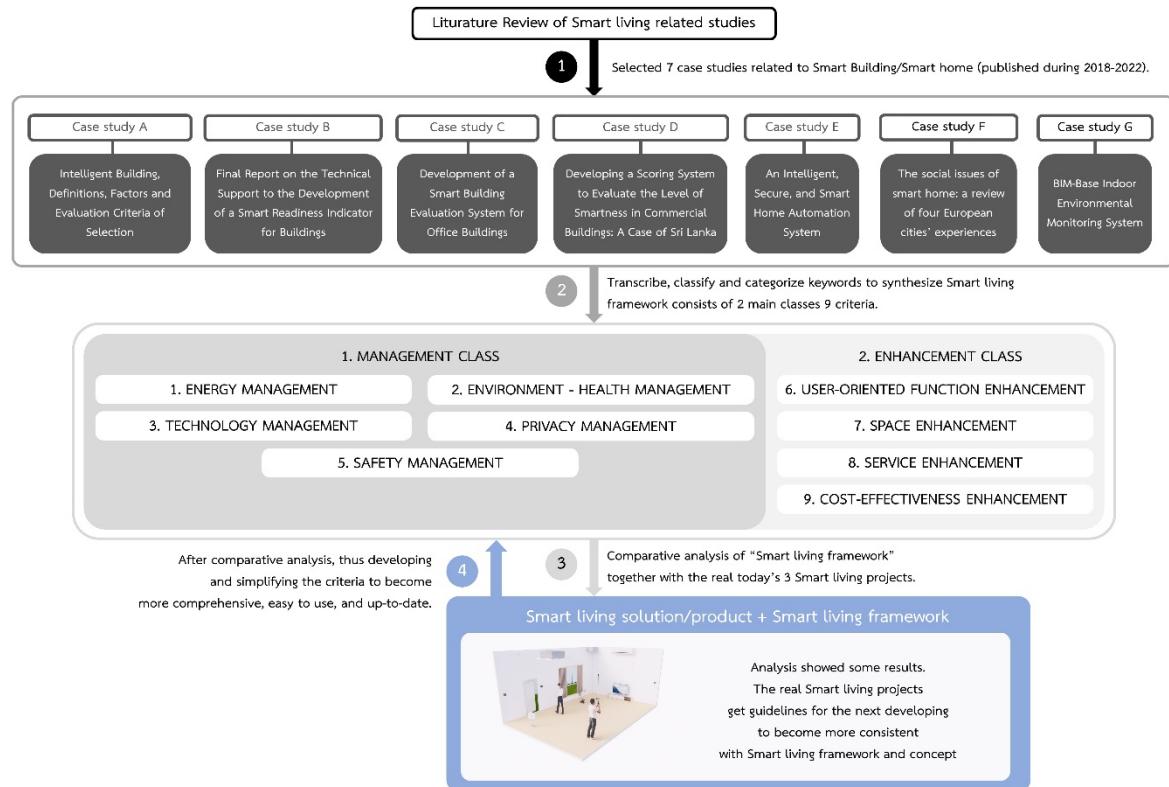 Liturature Review of Smart living related studies
1
Selected 7 case studies related to Smart Building/Smart home (published during 2018-2022).
Case study A
Intelligent Building,
Definitions, Factors and
Evaluation Criteria of
Selection
Case study B
Final Report on the Technical
Support to the Development
of a Smart Readiness Indicator
for Buildings
Case study C
Development of a
Smart Building
Evaluation System for
Office Buildings
Case study D
Developing a Scoring System
to Evaluate the Level of
Smartness in Commercial
Buildings: A Case of Sri Lanka
Case study E
An Intelligent,
Secure, and Smart
Home Automation
System
Case study F
The social issues of
smart home: a review
of four European
cities' experiences
Case study G
BIM-Base Indoor
Environmental
Monitoring System
2
Transcribe, classify and categorize keywords to synthesize Smart living
framework consists of 2 main classes 9 criteria.
1. MANAGEMENT CLASS
1. ENERGY MANAGEMENT
2. ENVIRONMENT - HEALTH MANAGEMENT
3. TECHNOLOGY MANAGEMENT
4. PRIVACY MANAGEMENT
5. SAFETY MANAGEMENT
2. ENHANCEMENT CLASS
6. USER-ORIENTED FUNCTION ENHANCEMENT
7. SPACE ENHANCEMENT
8. SERVICE ENHANCEMENT
9. COST-EFFECTIVENESS ENHANCEMENT
3
Comparative analysis of "Smart living framework"
together with the real today's 3 Smart living projects.
After comparative analysis, thus developing
and simplifying the criteria to become
more comprehensive, easy to use, and up-to-date.
4
Smart living solution/product + Smart living framework
Analysis showed some results.
The real Smart living projects
get guidelines for the next developing
to become more consistent
with Smart living framework and concept